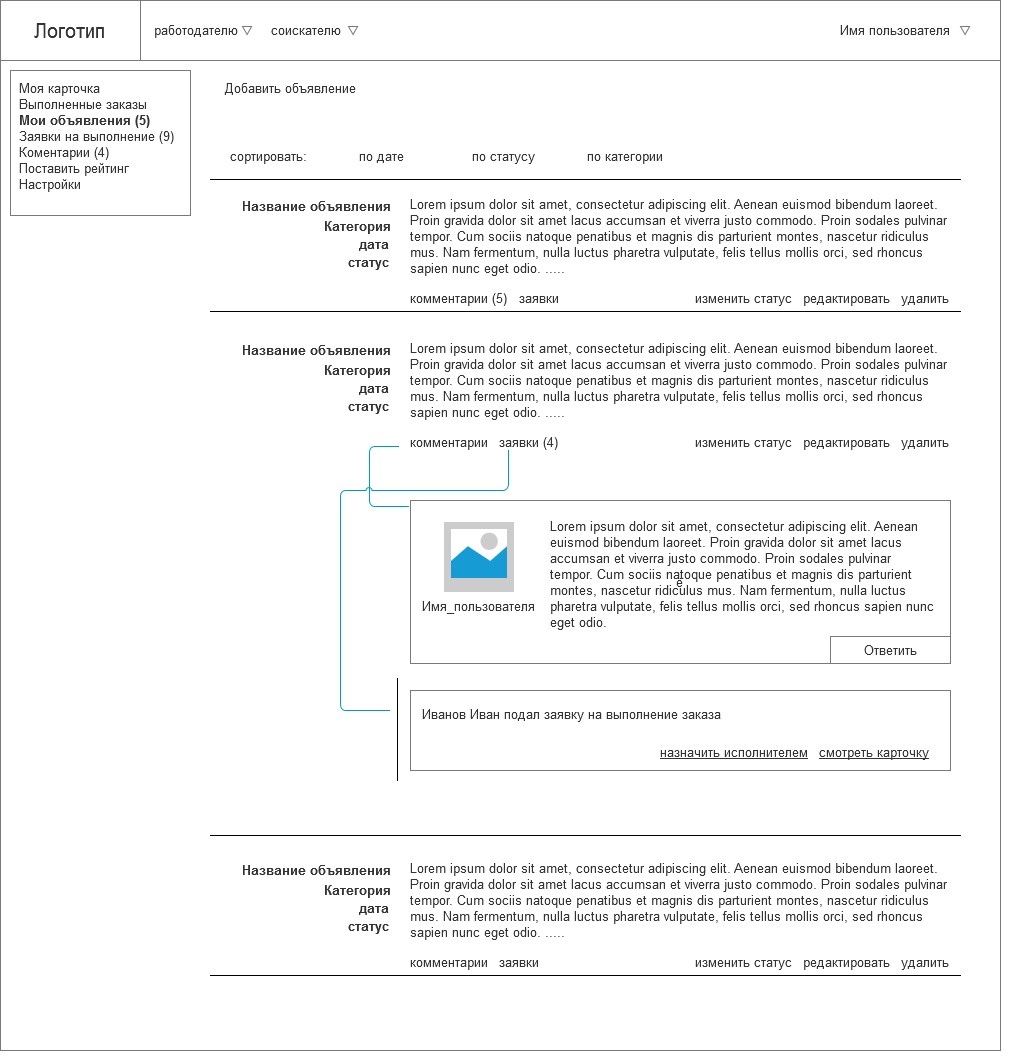 Логотип
работодателю
соискателю
Имя пользователя
Моя карточка
Выполненные заказы
Мои объявления (5)
Заявки на выполнение (9)
Коментарии (4)
Поставить рейтинг
Настройки
Добавить объявление
сортировать: по дате по статусу по категории
Название объявления
Категория
дата
статус
Lorem ipsum dolor sit amet, consectetur adipiscing elit. Aenean euismod bibendum laoreet.
Proin gravida dolor sit amet lacus accumsan et viverra justo commodo. Proin sodales pulvinar
tempor. Cum sociis natoque penatibus et magnis dis parturient montes, nascetur ridiculus
mus. Nam fermentum, nulla luctus pharetra vulputate, felis tellus mollis orci, sed rhoncus
sapien nunc eget odio. .....
комментарии (5) заявки изменить статус редактировать удалить
Название объявления
Категория
дата
статус
Lorem ipsum dolor sit amet, consectetur adipiscing elit. Aenean euismod bibendum laoreet.
Proin gravida dolor sit amet lacus accumsan et viverra justo commodo. Proin sodales pulvinar
tempor. Cum sociis natoque penatibus et magnis dis parturient montes, nascetur ridiculus
mus. Nam fermentum, nulla luctus pharetra vulputate, felis tellus mollis orci, sed rhoncus
sapien nunc eget odio. .....
комментарии заявки (4) изменить статус редактировать удалить
Имя_пользователя
Lorem ipsum dolor sit amet, consectetur adipiscing elit. Aenean
euismod bibendum laoreet. Proin gravida dolor sit amet lacus
accumsan et viverra justo commodo. Proin sodales pulvinar
tempor. Cum sociis natoque penatibus et magnis dis parturient
е
montes, nascetur ridiculus mus. Nam fermentum, nulla luctus
pharetra vulputate, felis tellus mollis orci, sed rhoncus sapien nunc
eget odio.
Ответить
Иванов Иван подал заявку на выполнение заказа
назначить исполнителем смотреть карточку
Название объявления
Категория
дата
статус
Lorem ipsum dolor sit amet, consectetur adipiscing elit. Aenean euismod bibendum laoreet.
Proin gravida dolor sit amet lacus accumsan et viverra justo commodo. Proin sodales pulvinar
tempor. Cum sociis natoque penatibus et magnis dis parturient montes, nascetur ridiculus
mus. Nam fermentum, nulla luctus pharetra vulputate, felis tellus mollis orci, sed rhoncus
sapien nunc eget odio. .....
комментарии заявки изменить статус редактировать удалить